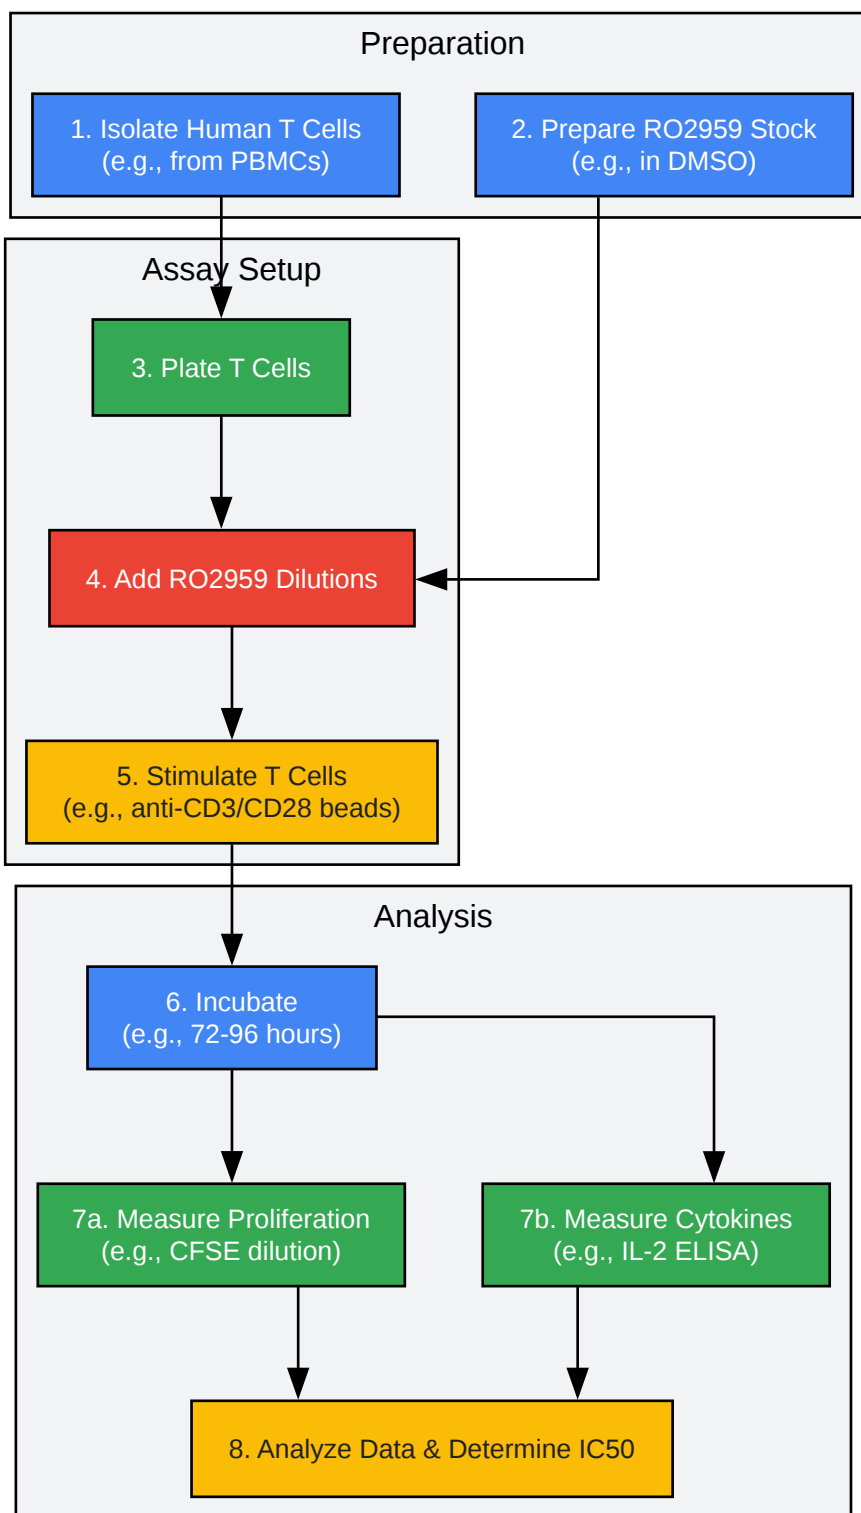 Preparation
1. Isolate Human T Cells
(e.g., from PBMCs)
2. Prepare RO2959 Stock
(e.g., in DMSO)
Assay Setup
3. Plate T Cells
4. Add RO2959 Dilutions
5. Stimulate T Cells
(e.g., anti-CD3/CD28 beads)
Analysis
6. Incubate
(e.g., 72-96 hours)
7a. Measure Proliferation
(e.g., CFSE dilution)
7b. Measure Cytokines
(e.g., IL-2 ELISA)
8. Analyze Data & Determine IC50